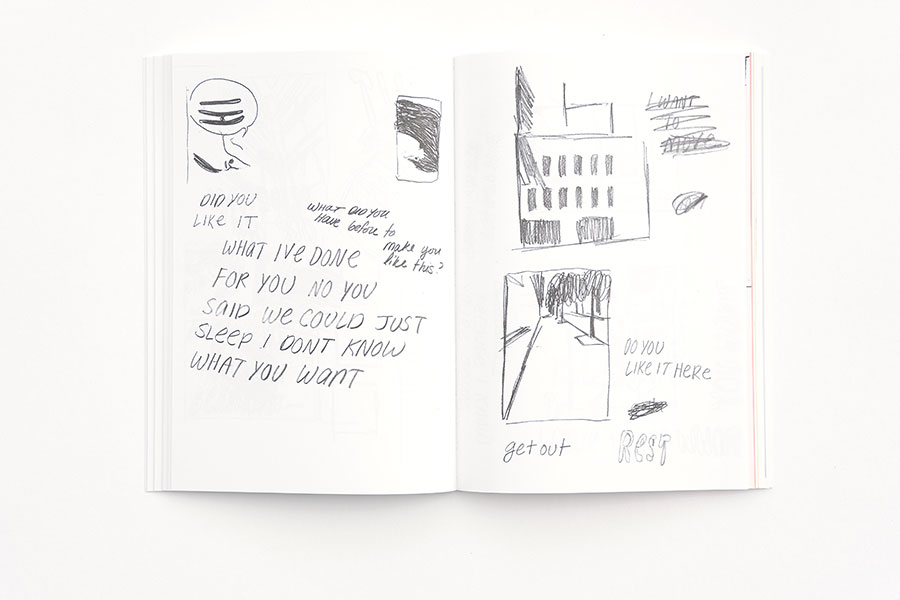 DID YOU
LIKE IT
WHAT DID YOU
Have before to
make you
like this?
WHAT IVE DONE
FOR YOU NO YOU
SAID WE COULD JUST
SLEEP I DONT KNOW
WHAT YOU WANT
I WANT
TO
MOVE
DO YOU
LIKE IT HERE
get out
REST